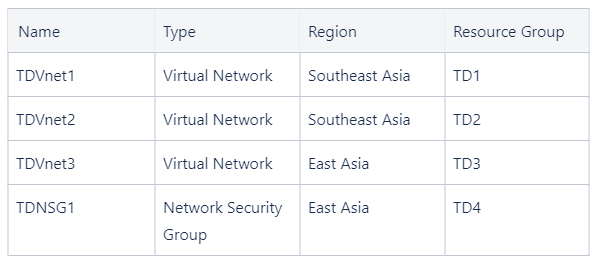 Name Type Region Resource Group
TDVnet1 Virtual Network Southeast Asia TD1
TDVnet2 Virtual Network Southeast Asia TD2
TDVnet3 Virtual Network East Asia TD3
TDNSG1 Network Security East Asia TD4
Group